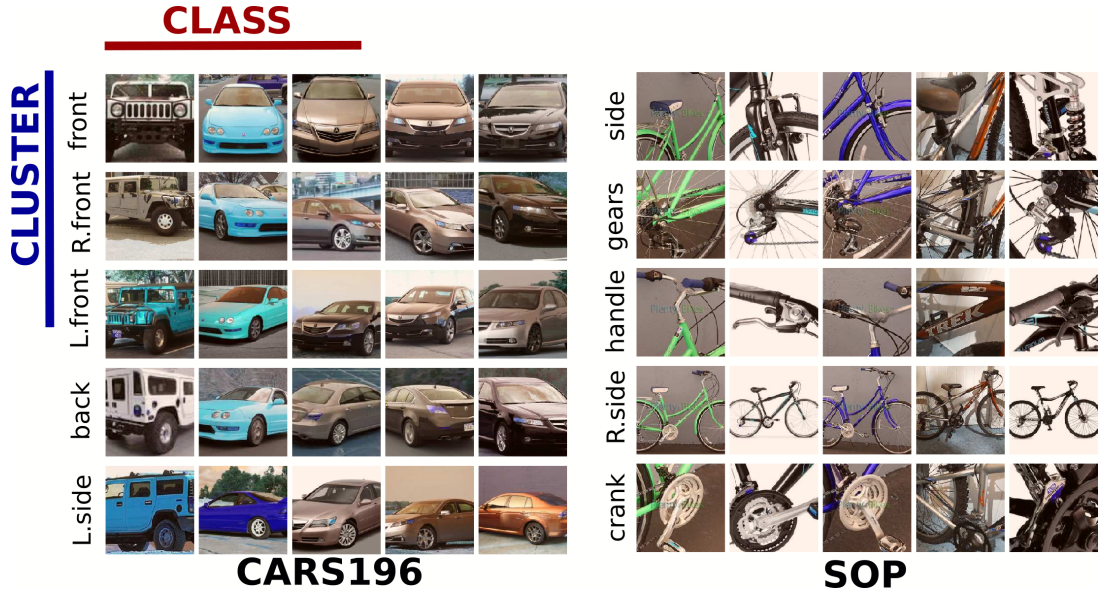 CLASS
CLUSTER
front
R.front
L.front
back
L.side
CARS196
side
gears
handle
TREK
R.side
crank
SOP